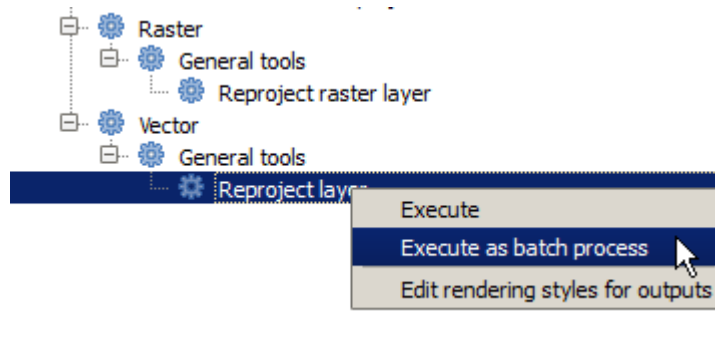 Raster
General tools
Reproject raster layer
Vector
General tools
Reproject layer
Execute
Execute as batch process
Edit rendering styles for outputs